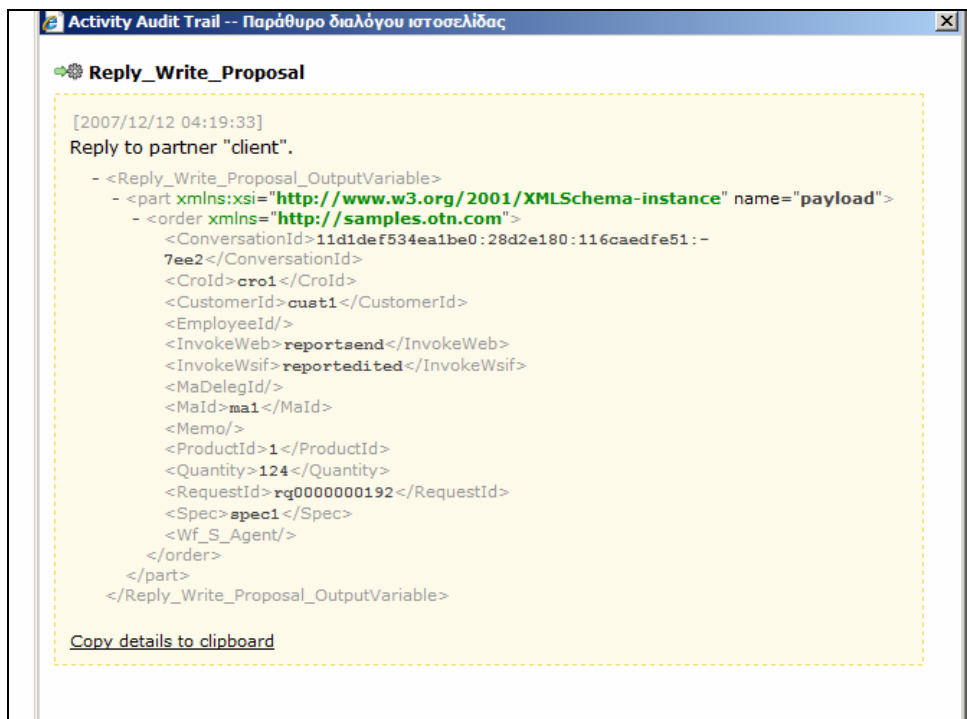 Activity Audit Trail -- Παράθυρο διαλόγου ιστοσελίδας
Reply_Write_Proposal
[2007/12/12 04:19:33]
Reply to partner "client".
- <Reply_Write_Proposal_OutputVariable>
- <part xmlns:xsi="http://www.w3.org/2001/XMLSchema-instance" name="payload">
- <order xmlns="http://samples.otn.com">
<ConversationId>11d1def534ea1be0:28d2e180:116caedfe51:-
7ee2</ConversationId>
<CroId>cro1</CroId>
<CustomerId>cust1</CustomerId>
<EmployeeId/>
<InvokeWeb>reportsend</InvokeWeb>
<InvokeWsif>reportedited</InvokeWsif>
<MaDelegId/>
<MaId>ma1</MaId>
<Memo/>
<ProductId>1</ProductId>
<Quantity>124</Quantity>
<RequestId>rq0000000192</RequestId>
<Spec>spec1</Spec>
<Wf_S_Agent/>
</order>
</part>
</Reply_Write_Proposal_OutputVariable>
Copy details to clipboard